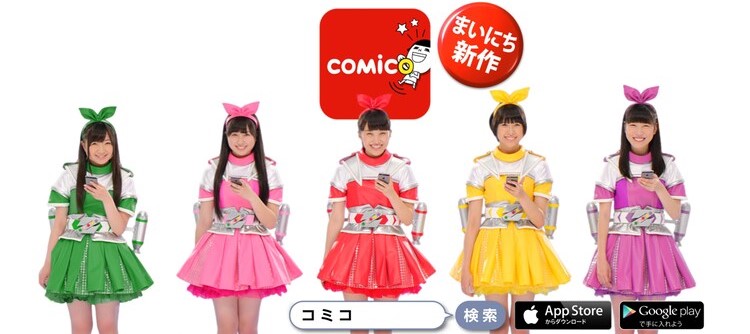 comico
まいにち
新作
コミコ
検索
App Store
からダウンロード
Google play
で手に入れよう